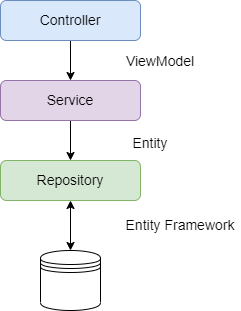 Controller
ViewModel
Service
Entity
Repository
Entity Framework